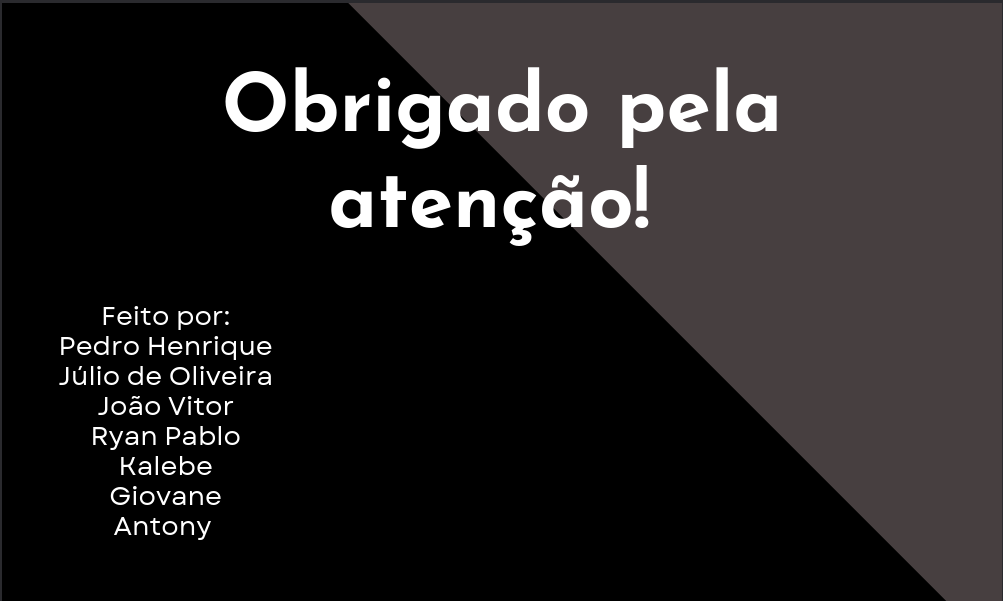 Obrigado pela
atenção!
Feito por:
Pedro Henrique
Júlio de Oliveira
João Vitor
Ryan Pablo
Kalebe
Giovane
Antony